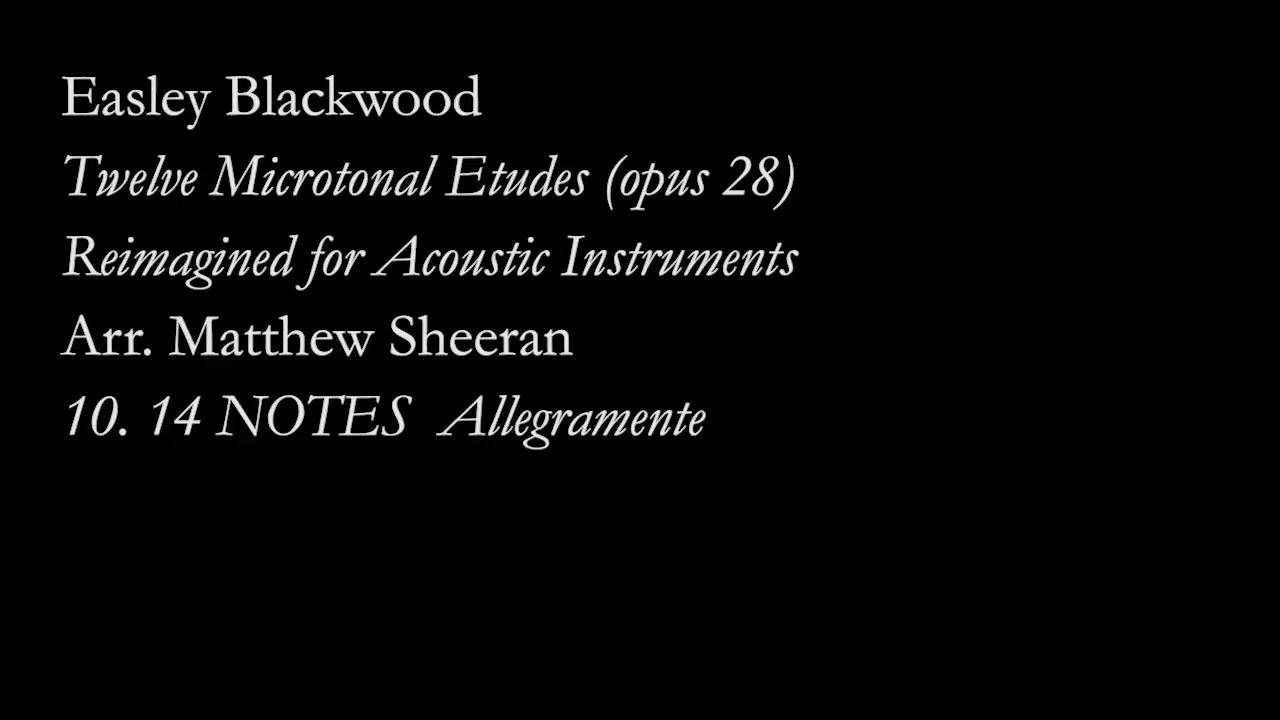 Easley Blackwood
Twelve Microtonal Etudes (opus 28)
Reimagined for Acoustic Instruments
Arr. Matthew Sheeran
10. 14 NOTES Allegramente